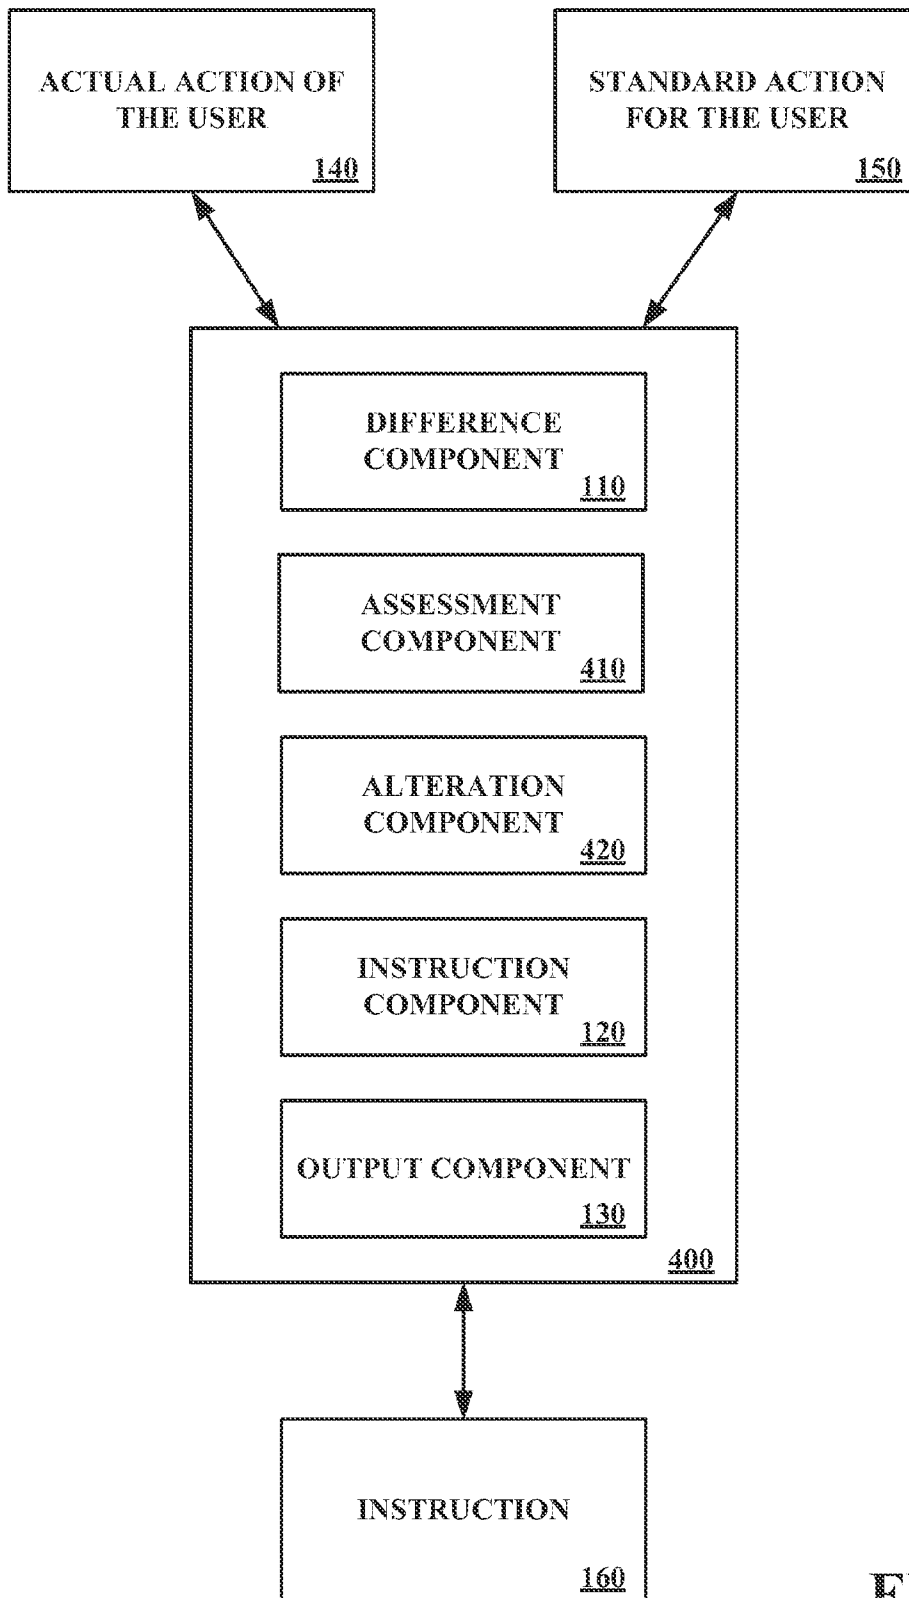 ACTUAL ACTION OF
THE USER
140
STANDARD ACTION
FOR THE USER
150
DIFFERENCE
COMPONENT
110
ASSESSMENT
COMPONENT
410
ALTERATION
COMPONENT
420
INSTRUCTION
COMPONENT
120
OUTPUT COMPONENT
130
400
INSTRUCTION
160